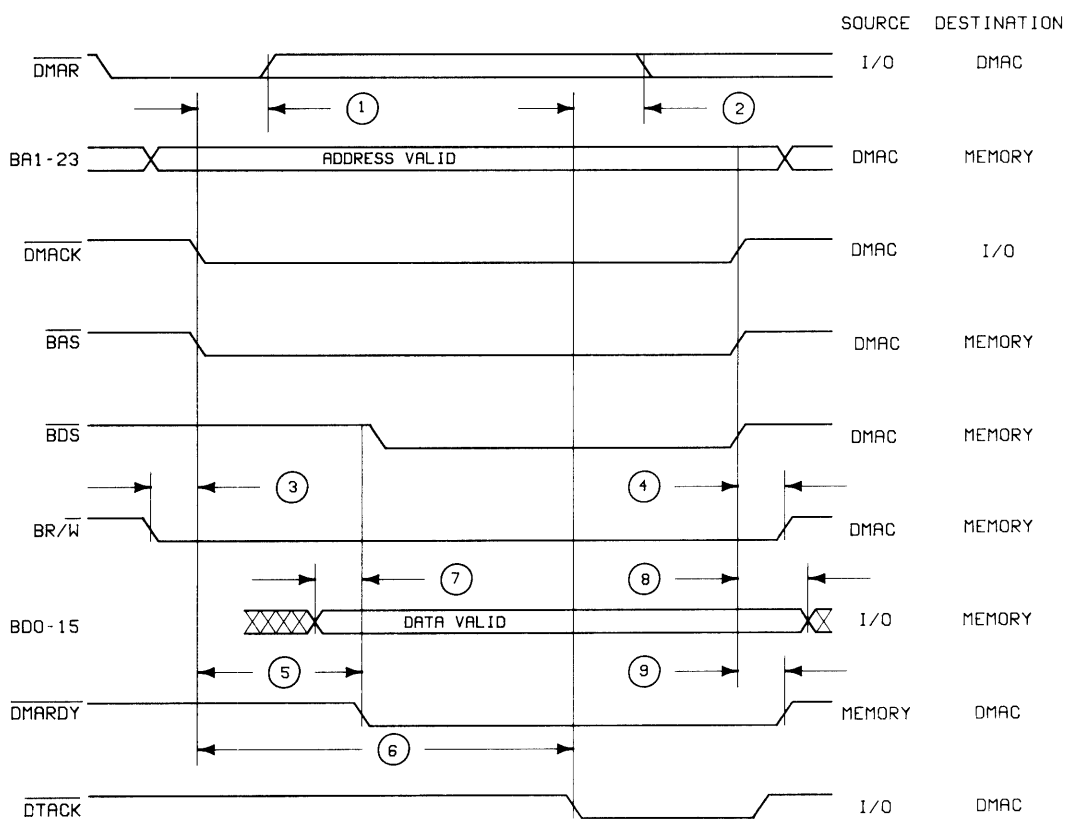 SOURCE DESTINATION
DMAR I/O DMAC
1 2
BA1-23 ADDRESS VALID DMAC MEMORY
DMACK DMAC I/O
BAS DMAC MEMORY
BDS DMAC MEMORY
3 4
BR/W DMAC MEMORY
7 8
BD0-15 DATA VALID I/O MEMORY
5 9
DMARDY MEMORY DMAC
6
DTACK I/O DMAC